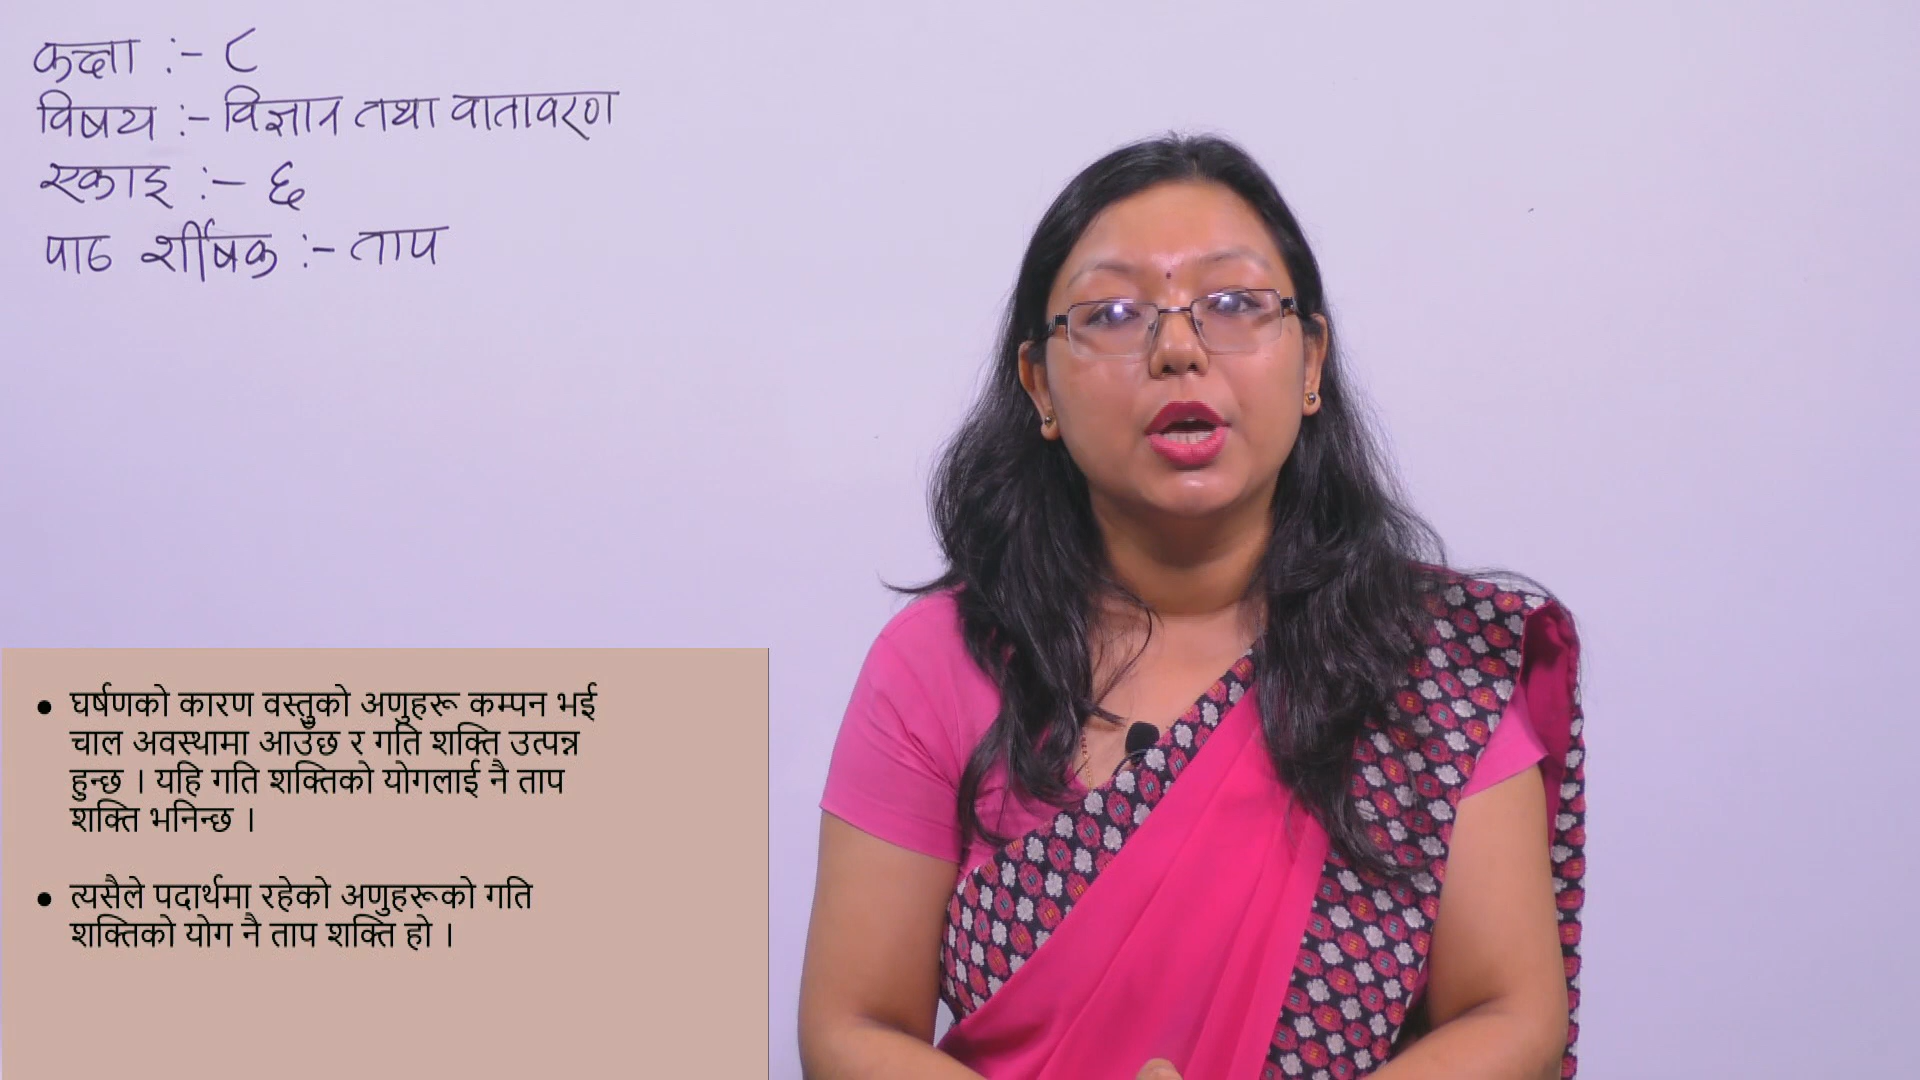 कक्षा :- ८
विषय :- विज्ञान तथा वातावरण
एकाइ :- ६
पाठ शीर्षक :- ताप
• घर्षणको कारण वस्तुको अणुहरू कम्पन भई
चाल अवस्थामा आउँछ र गति शक्ति उत्पन्न
हुन्छ । यहि गति शक्तिको योगलाई नै ताप
शक्ति भनिन्छ ।
• त्यसैले पदार्थमा रहेको अणुहरूको गति
शक्तिको योग नै ताप शक्ति हो ।